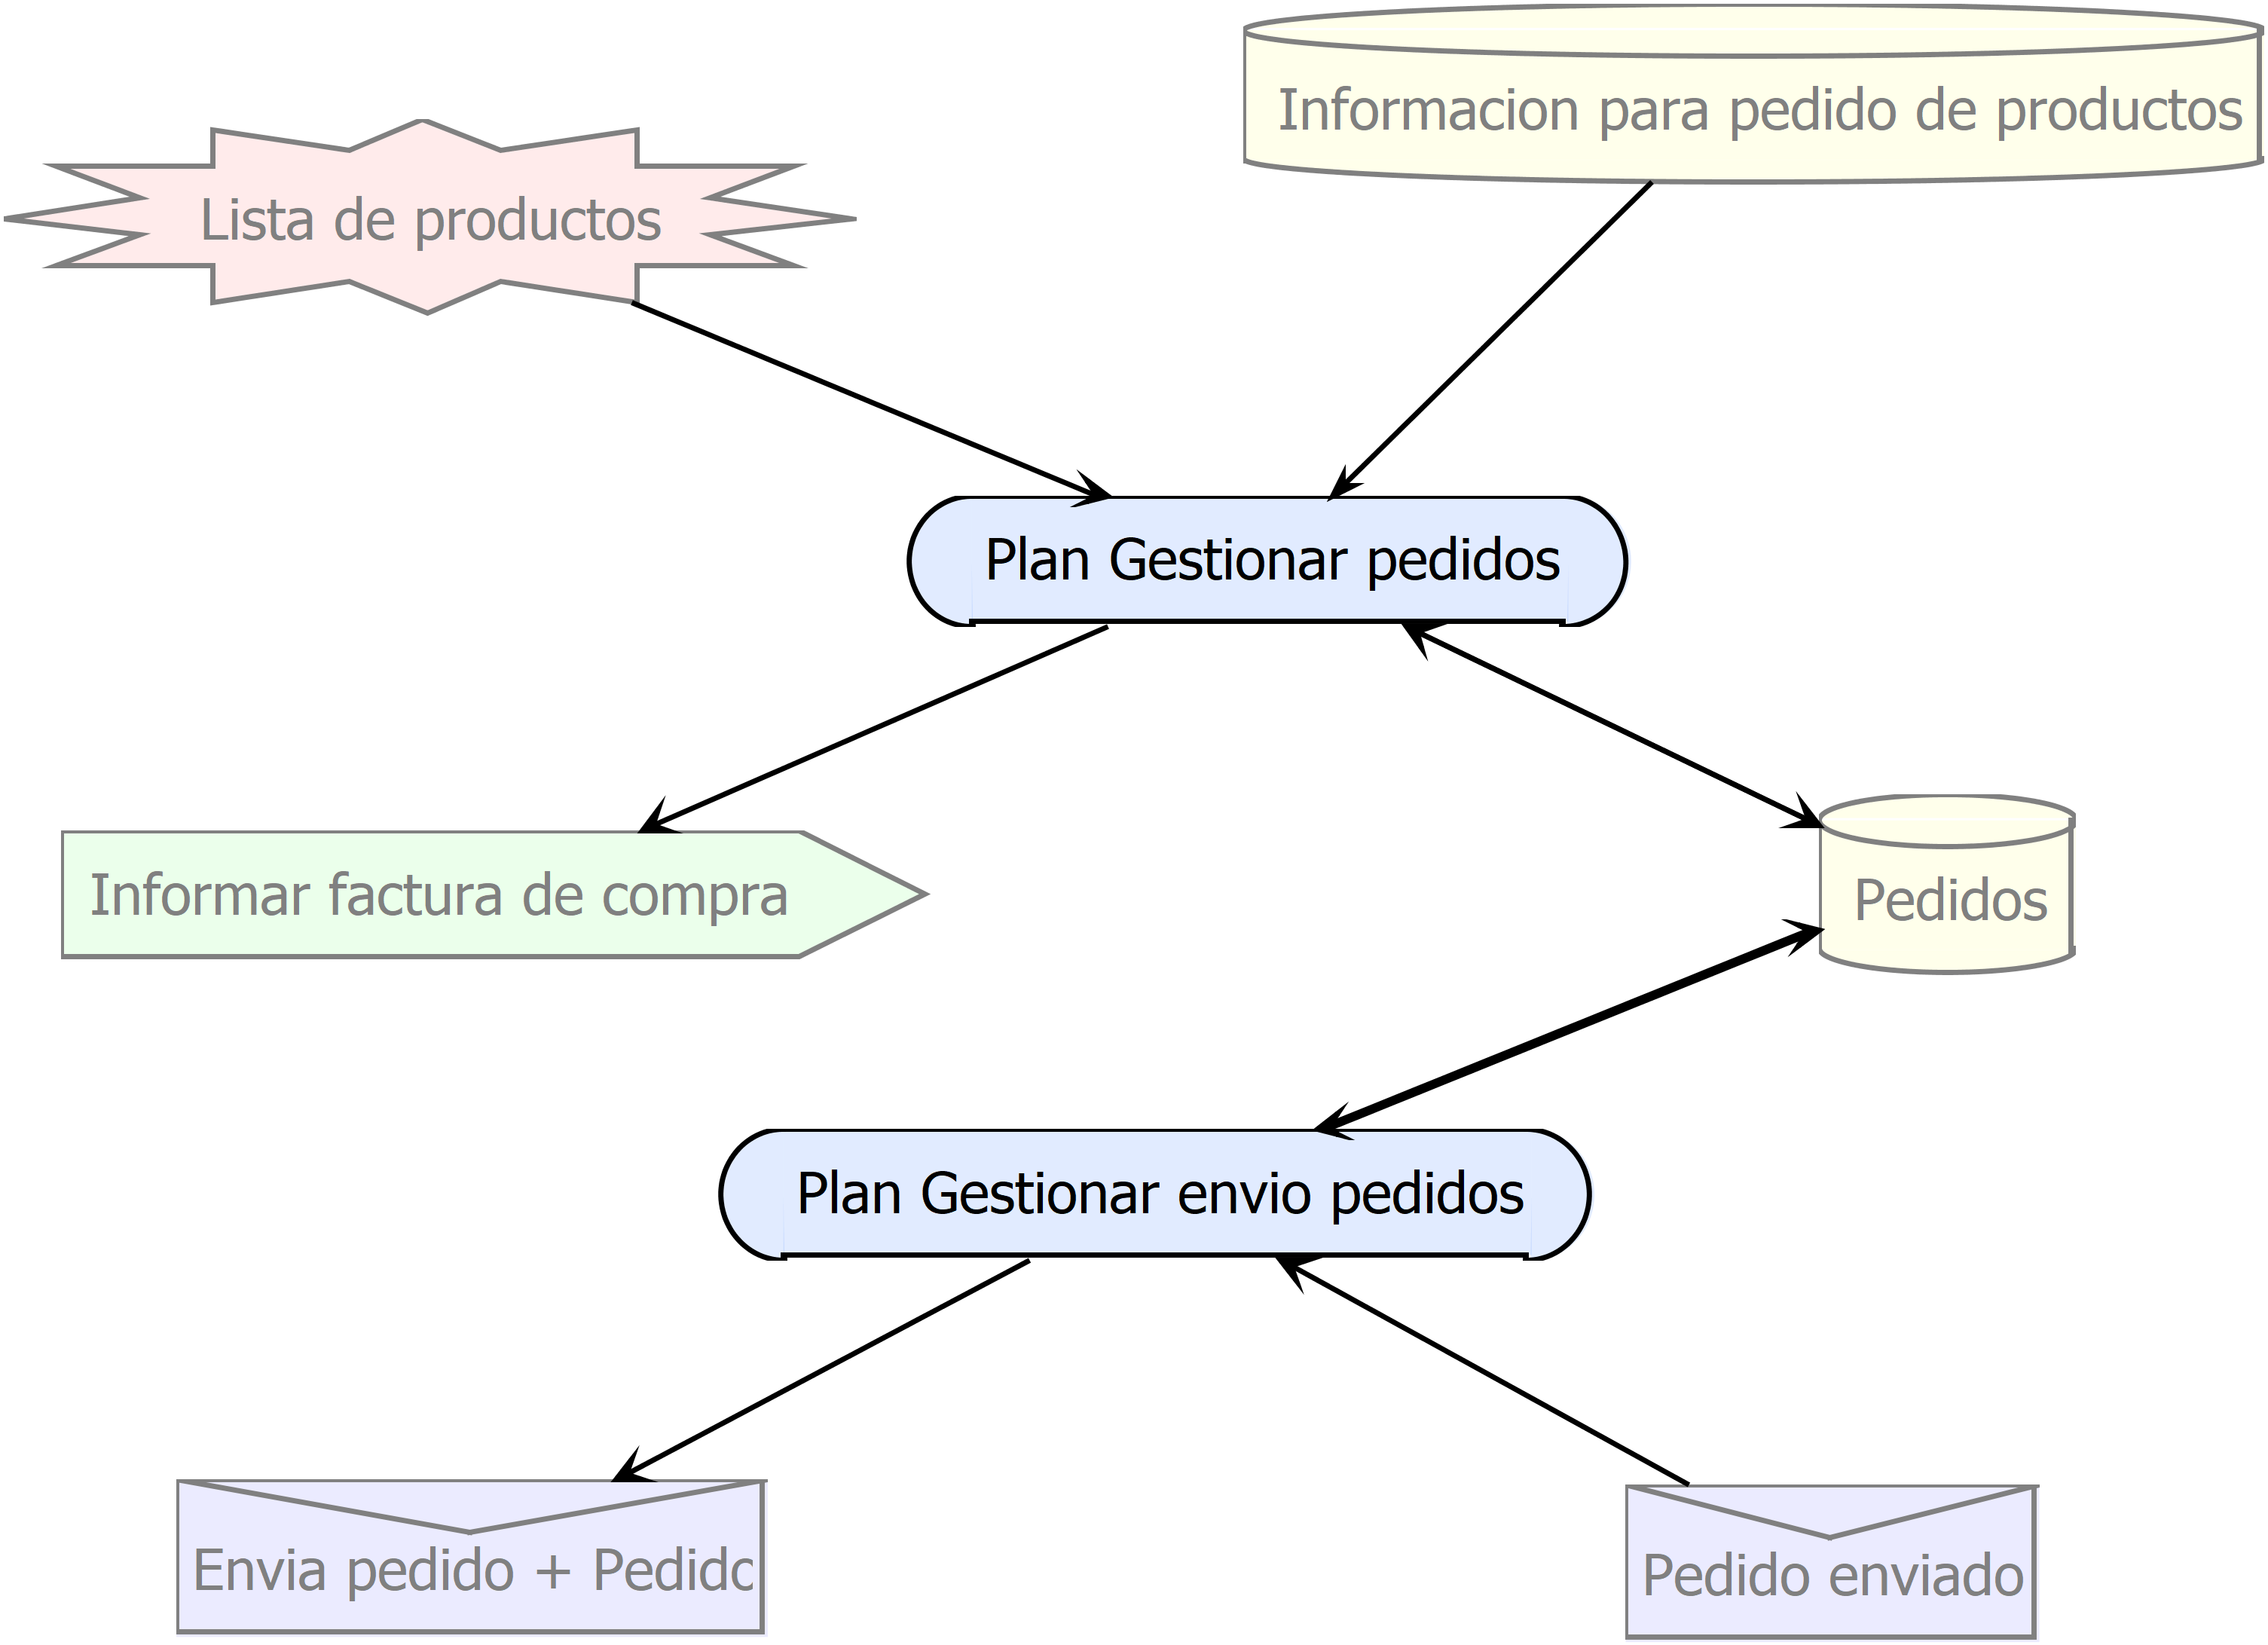 Informacion para pedido de productos
Lista de productos
Plan Gestionar pedidos
Informar factura de compra
Pedidos
Plan Gestionar envio pedidos
Envia pedido + Pedido
Pedido enviado